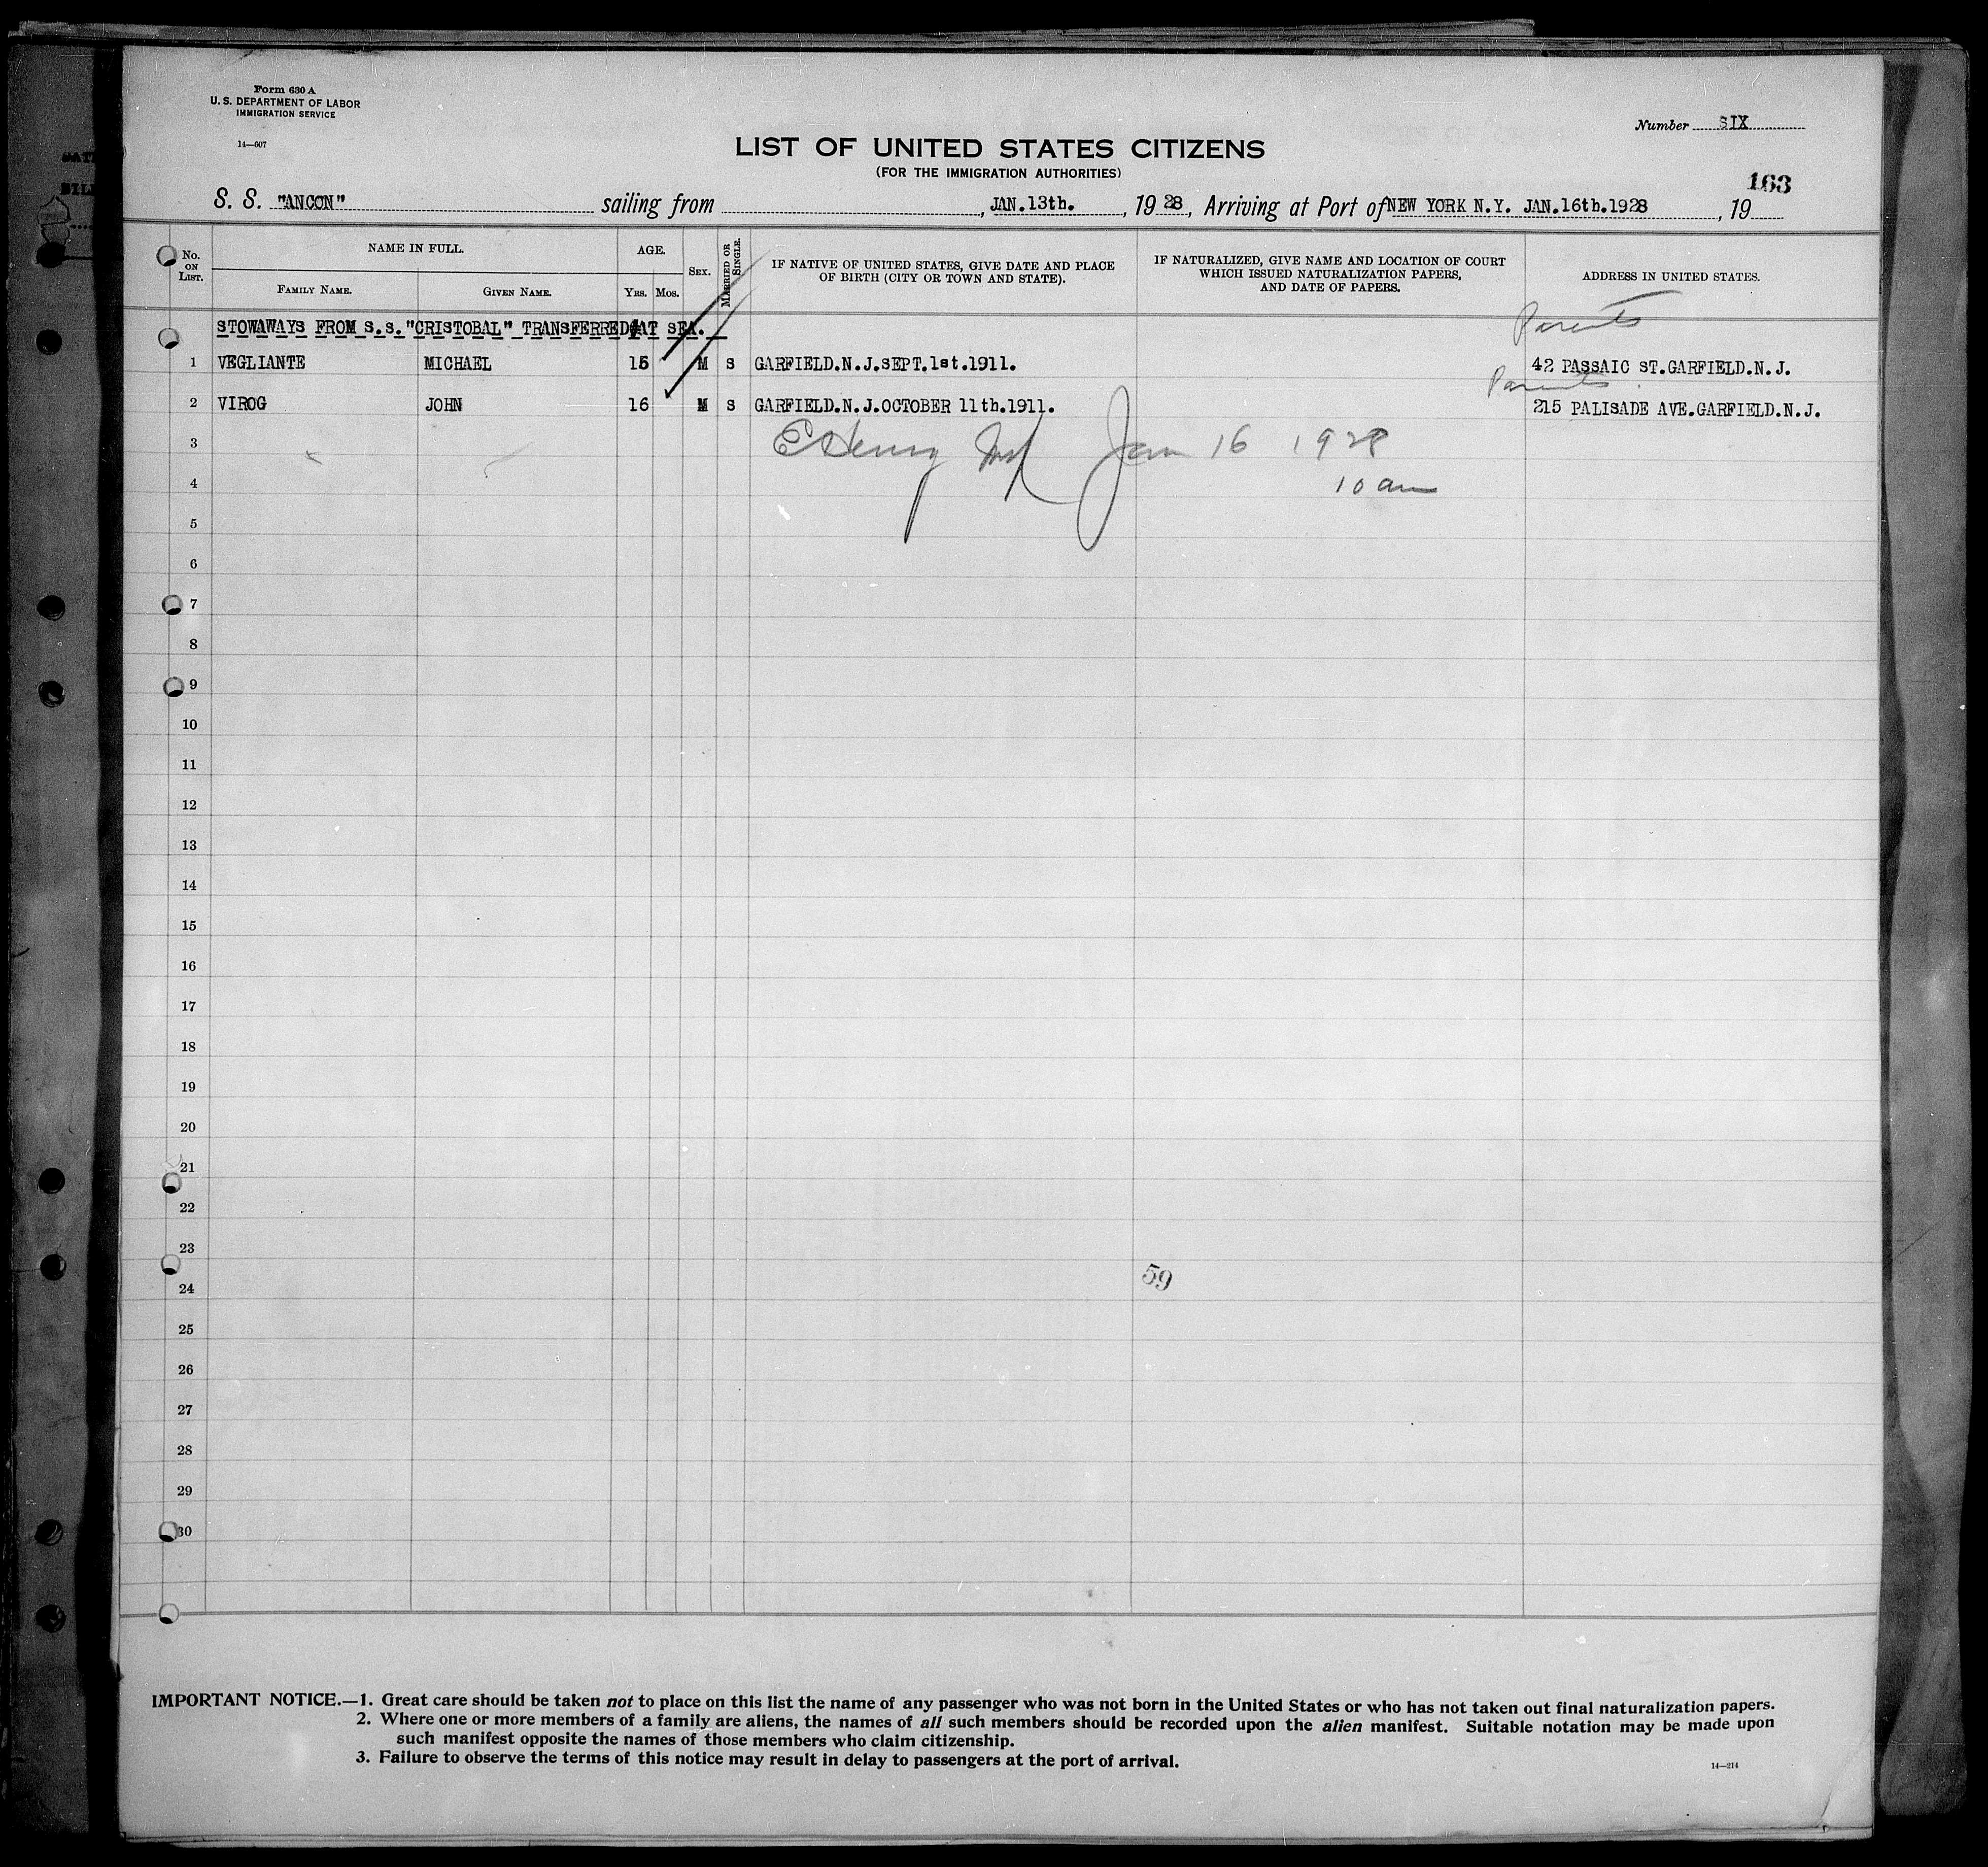 Form 630 A
U. S. DEPARTMENT OF LABOR
IMMIGRATION SERVICE
14—607
Number SIX
LIST OF UNITED STATES CITIZENS
(FOR THE IMMIGRATION AUTHORITIES)
163
S. S. "ANCON" sailing from , JAN.13th. , 19 28 , Arriving at Port of NEW YORK N.Y. JAN.16th.1928 , 19
No. ON LIST.
NAME IN FULL.
FAMILY NAME.
GIVEN NAME.
AGE.
YRS. MOS.
SEX.
MARRIED OR SINGLE.
IF NATIVE OF UNITED STATES, GIVE DATE AND PLACE
OF BIRTH (CITY OR TOWN AND STATE).
IF NATURALIZED, GIVE NAME AND LOCATION OF COURT
WHICH ISSUED NATURALIZATION PAPERS,
AND DATE OF PAPERS.
ADDRESS IN UNITED STATES.
STOWAWAYS FROM S.S."CRISTOBAL" TRANSFERRED AT SEA.
Parents
1 VEGLIANTE MICHAEL 16 M S GARFIELD.N.J.SEPT.1st.1911. 42 PASSAIC ST.GARFIELD.N.J.
Parents
2 VIROG JOHN 16 M S GARFIELD.N.J.OCTOBER 11th.1911. 215 PALISADE AVE.GARFIELD.N.J.
3 Henry Jan 16 1928
4 10 am
5
6
7
8
9
10
11
12
13
14
15
16
17
18
19
20
21
22
23
59
24
25
26
27
28
29
30
IMPORTANT NOTICE.—1. Great care should be taken not to place on this list the name of any passenger who was not born in the United States or who has not taken out final naturalization papers.
2. Where one or more members of a family are aliens, the names of all such members should be recorded upon the alien manifest. Suitable notation may be made upon
such manifest opposite the names of those members who claim citizenship.
3. Failure to observe the terms of this notice may result in delay to passengers at the port of arrival.
14—214